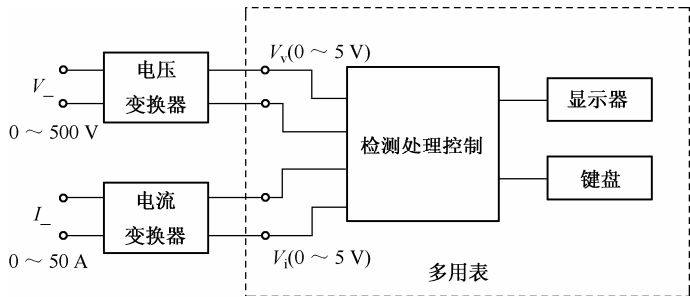 电压
变换器
V_
0 ~ 500 V
V_v(0 ~ 5 V)
检测处理控制
显示器
键盘
电流
变换器
I_
0 ~ 50 A
V_i(0 ~ 5 V)
多用表